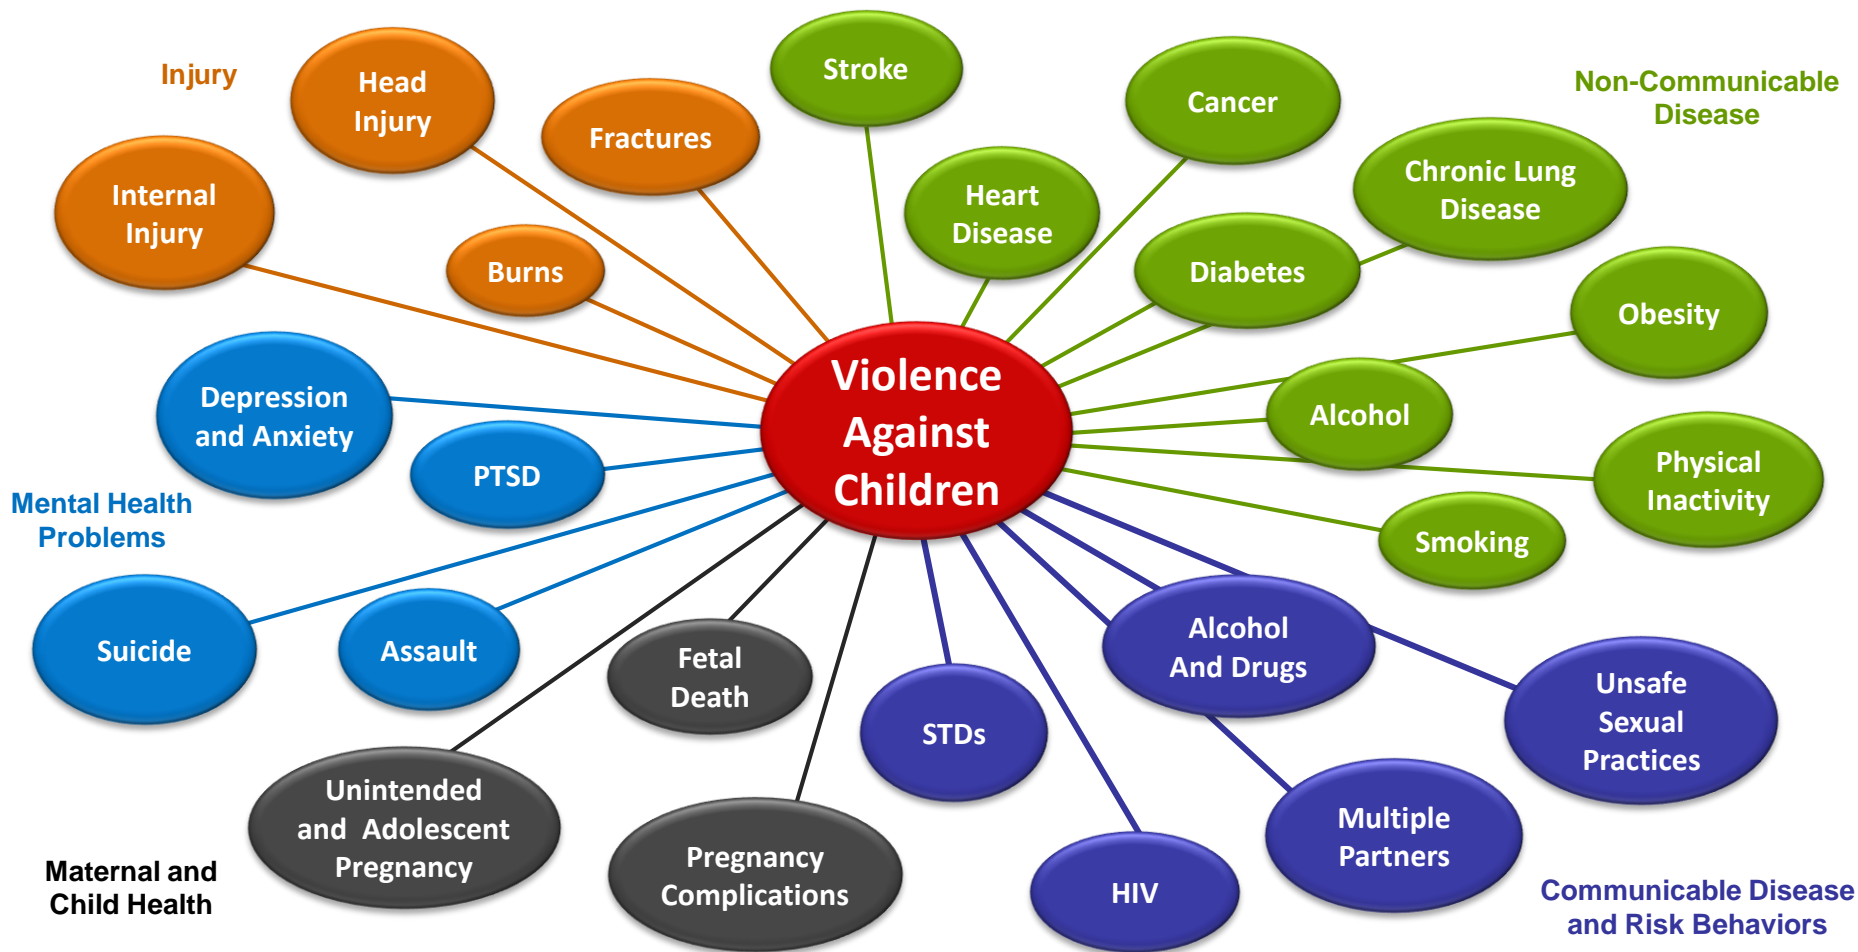 Injury
Head
Injury
Fractures
Internal
Injury
Burns
Stroke
Cancer
Non-Communicable
Disease
Heart
Disease
Chronic Lung
Disease
Diabetes
Obesity
Alcohol
Physical
Inactivity
Smoking
Violence
Against
Children
Depression
and Anxiety
PTSD
Mental Health
Problems
Suicide
Assault
Fetal
Death
Unintended
and Adolescent
Pregnancy
Pregnancy
Complications
Maternal and
Child Health
STDs
HIV
Alcohol
And Drugs
Multiple
Partners
Unsafe
Sexual
Practices
Communicable Disease
and Risk Behaviors